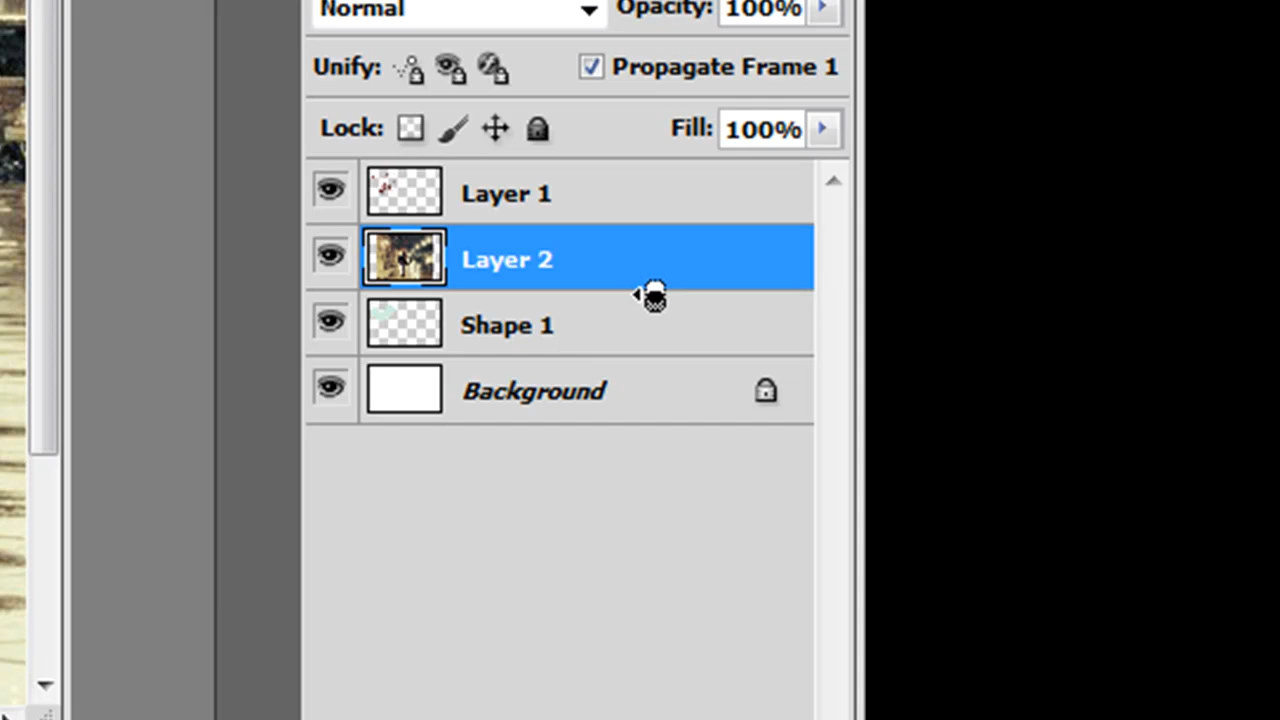 Normal Opacity: 100%
Unify: Propagate Frame 1
Lock: Fill: 100%
Layer 1
Layer 2
Shape 1
Background